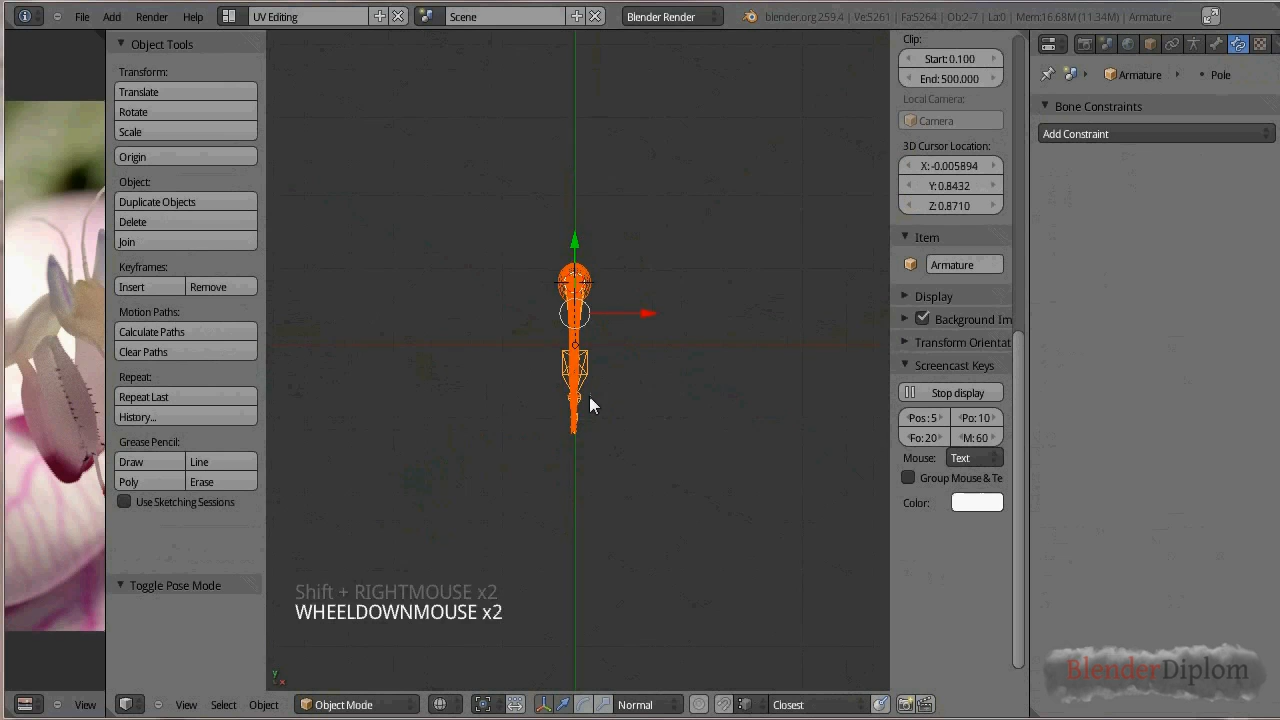 File Add Render Help UV Editing Scene Blender Render blender.org 259.4 | Ve:5261 | Fa:5264 | Ob:2-7 | La:0 | Mem:16.68M (11.34M) | Armature
Object Tools
Transform:
Translate
Rotate
Scale
Origin
Object:
Duplicate Objects
Delete
Join
Keyframes:
Insert Remove
Motion Paths:
Calculate Paths
Clear Paths
Repeat:
Repeat Last
History...
Grease Pencil:
Draw Line
Poly Erase
Use Sketching Sessions
Toggle Pose Mode
Shift + RIGHTMOUSE x2
WHEELDOWNMOUSE x2
y
x
Clip:
Start: 0.100
End: 500.000
Local Camera:
Camera
3D Cursor Location:
X: -0.005894
Y: 0.8432
Z: 0.8710
Item
Armature
Display
Background Im
Transform Orientat
Screencast Keys
Stop display
Pos: 5 Po: 10
Fo: 20 M: 60
Mouse: Text
Group Mouse & Te
Color:
Armature Pole
Bone Constraints
Add Constraint
BlenderDiplom
View View Select Object Object Mode Normal Closest